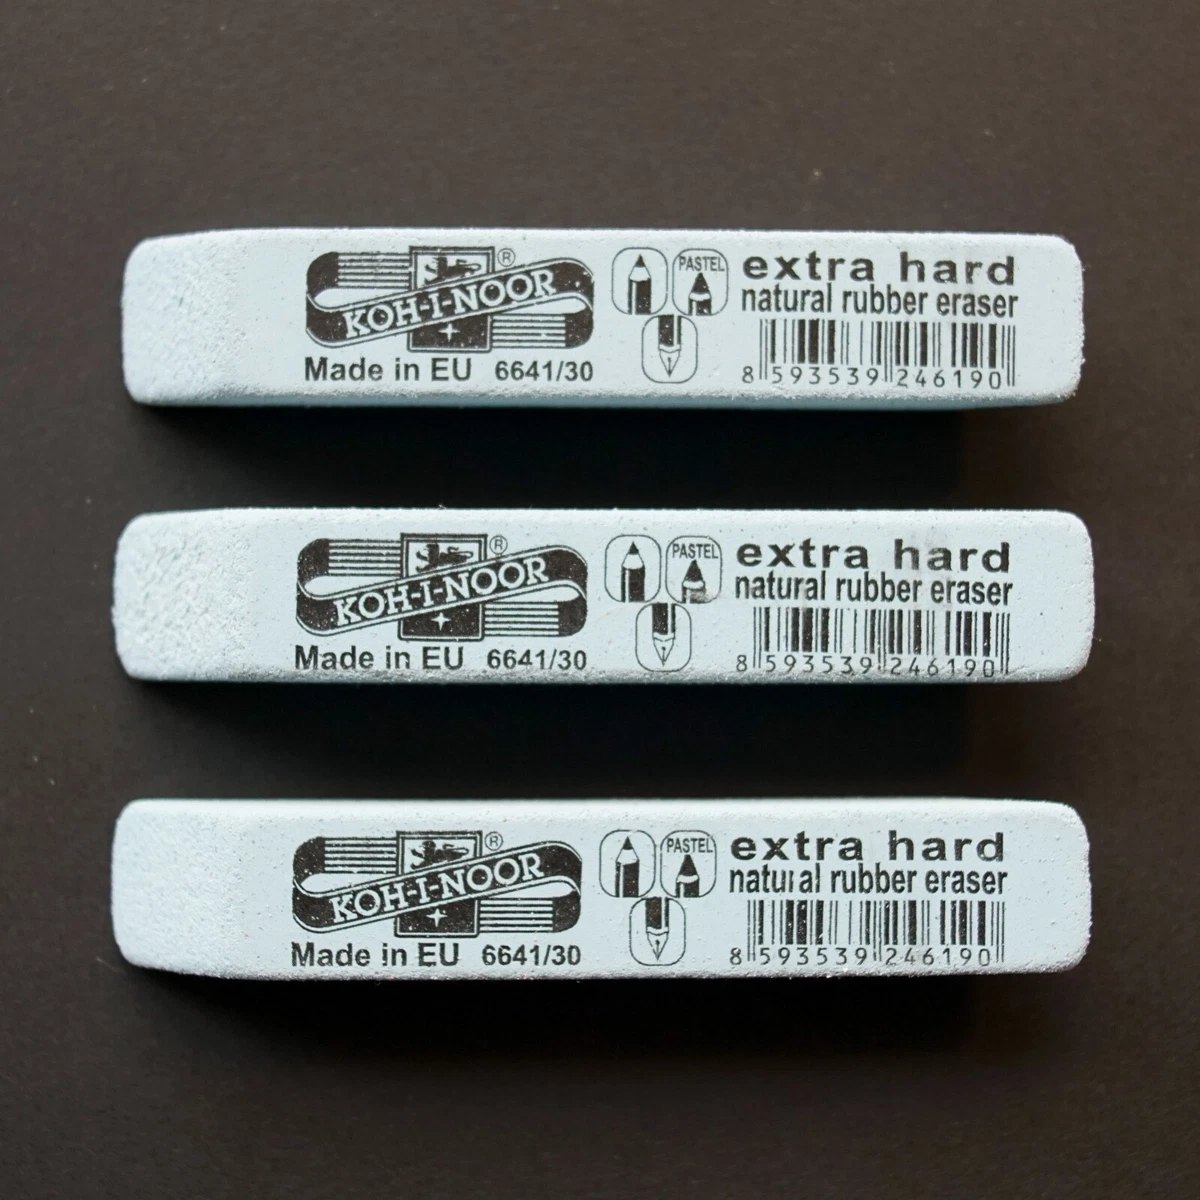 KOH-I-NOOR ®
Made in EU 6641/30
PASTEL
extra hard
natural rubber eraser
8 593539 246190
KOH-I-NOOR ®
Made in EU 6641/30
PASTEL
extra hard
natural rubber eraser
8 593539 246190
KOH-I-NOOR ®
Made in EU 6641/30
PASTEL
extra hard
natural rubber eraser
8 593539 246190